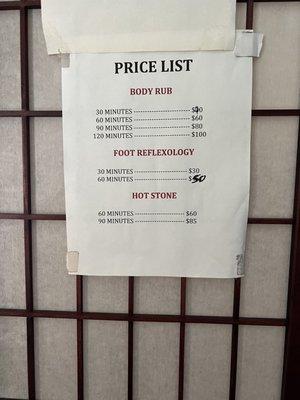 PRICE LIST
BODY RUB
30 MINUTES ------------------------
60 MINUTES ------------------------ $60
90 MINUTES ------------------------ $80
120 MINUTES ----------------------- $100
FOOT REFLEXOLOGY
30 MINUTES ----------------------- $30
60 MINUTES ----------------------- $50
HOT STONE
60 MINUTES --------------------- $60
90 MINUTES --------------------- $85